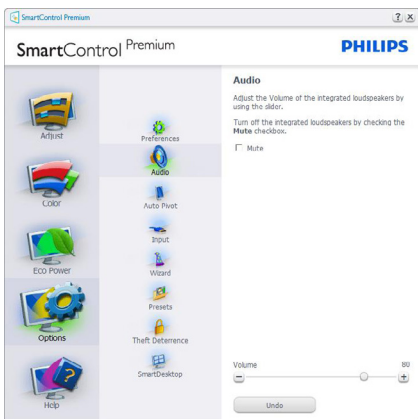 SmartControl Premium
SmartControl Premium
PHILIPS
Adjust
Color
Eco Power
Options
Help
Preferences
Audio
Auto Pivot
Input
Wizard
Presets
Theft Deterrence
SmartDesktop
Audio
Adjust the Volume of the integrated loudspeakers by
using the slider.
Turn off the integrated loudspeakers by checking the
Mute checkbox.
Mute
Volume
80
Undo